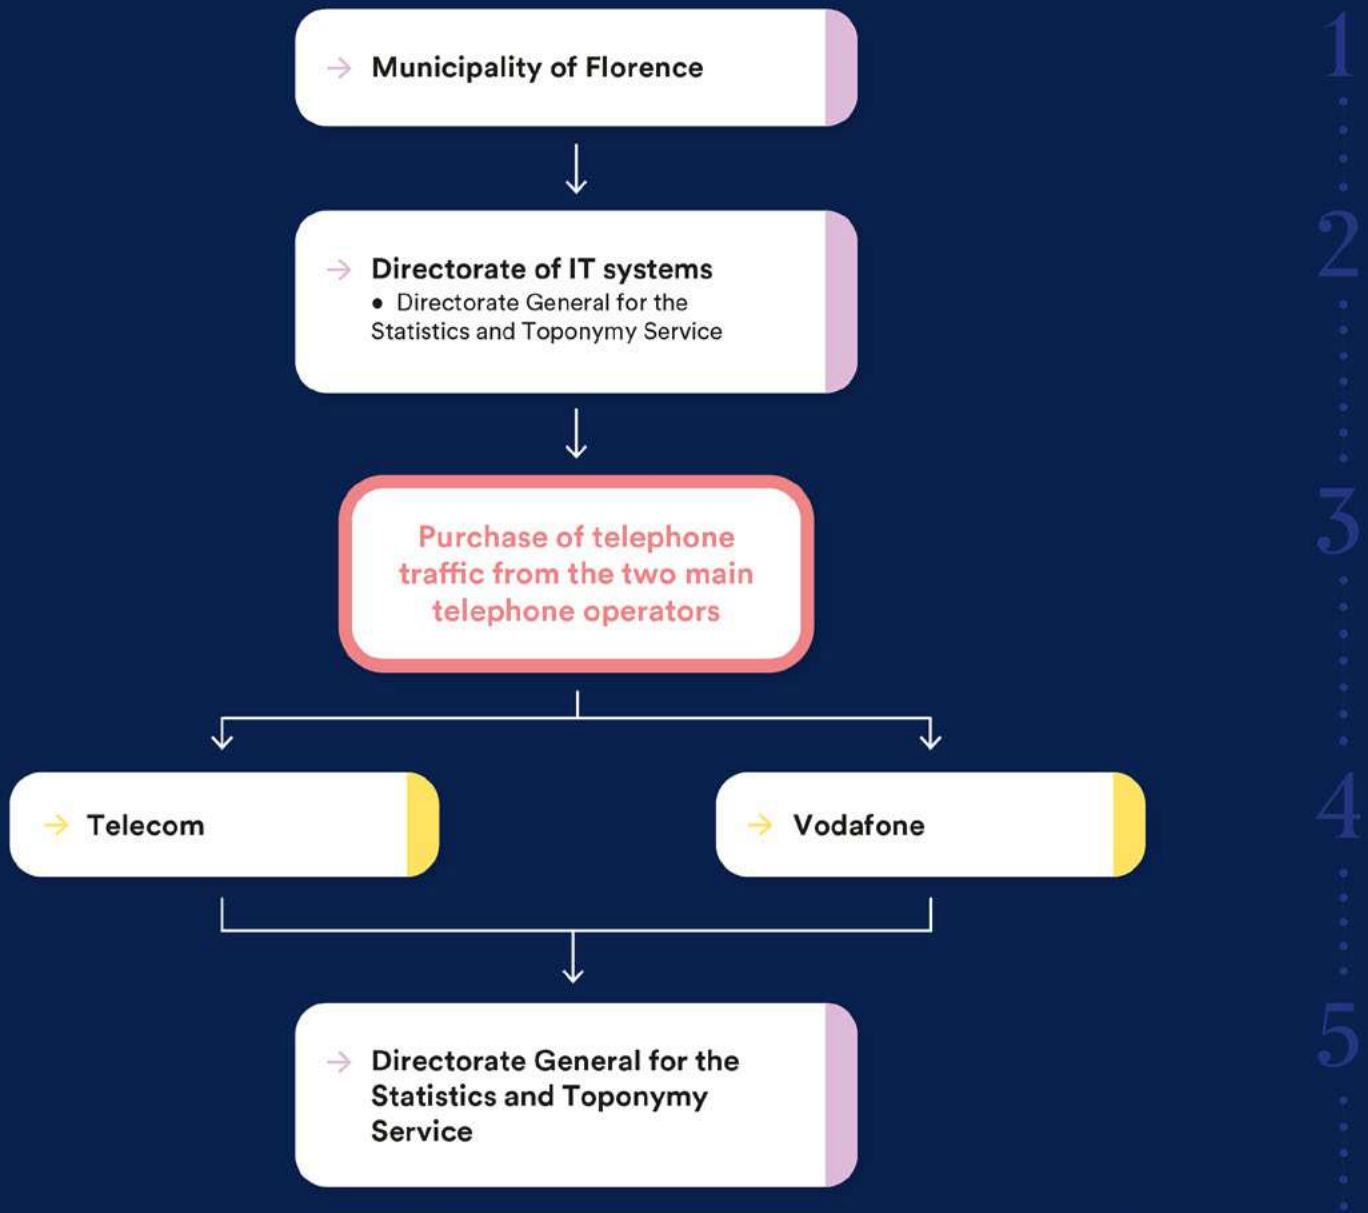 1
Municipality of Florence
2
Directorate of IT systems
• Directorate General for the
Statistics and Toponymy Service
3
Purchase of telephone
traffic from the two main
telephone operators
4
Telecom
Vodafone
5
Directorate General for the
Statistics and Toponymy
Service